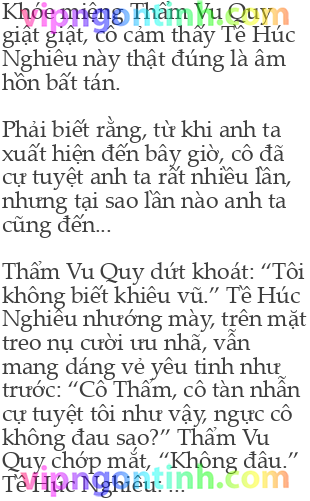 Khóe miệng Thẩm Vu Quy
giật giật, cô cảm thấy Tề Húc
Nghiêu này thật đúng là âm
hồn bất tán.
Phải biết rằng, từ khi anh ta
xuất hiện đến bây giờ, cô đã
cự tuyệt anh ta rất nhiều lần,
nhưng tại sao lần nào anh ta
cũng đến...
Thẩm Vu Quy dứt khoát: “Tôi
không biết khiêu vũ.” Tề Húc
Nghiêu nhướng mày, trên mặt
treo nụ cười ưu nhã, vẫn
mang dáng vẻ yêu tinh như
trước: “Cô Thẩm, cô tàn nhẫn
cự tuyệt tôi như vậy, ngực cô
không đau sao?” Thẩm Vu
Quy chớp mắt, “Không đâu.”
Tề Húc Nghiêu: ...
vipngontinh.com
vipngontinh.com